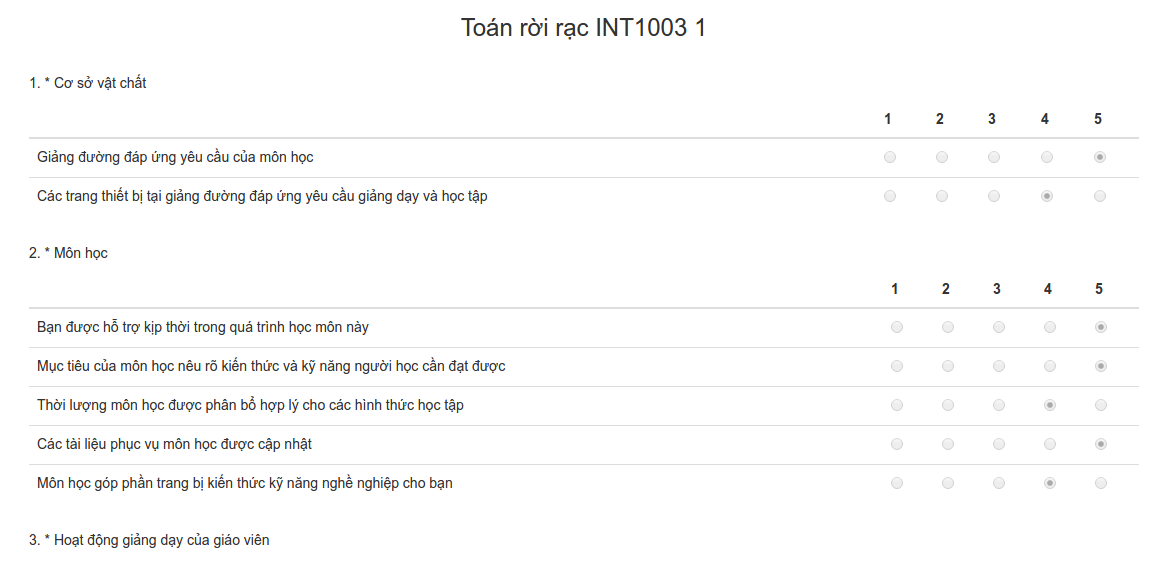 Toán rời rạc INT1003 1
1. * Cơ sở vật chất
1 2 3 4 5
Giảng đường đáp ứng yêu cầu của môn học
Các trang thiết bị tại giảng đường đáp ứng yêu cầu giảng dạy và học tập
2. * Môn học
1 2 3 4 5
Bạn được hỗ trợ kịp thời trong quá trình học môn này
Mục tiêu của môn học nêu rõ kiến thức và kỹ năng người học cần đạt được
Thời lượng môn học được phân bổ hợp lý cho các hình thức học tập
Các tài liệu phục vụ môn học được cập nhật
Môn học góp phần trang bị kiến thức kỹ năng nghề nghiệp cho bạn
3. * Hoạt động giảng dạy của giáo viên